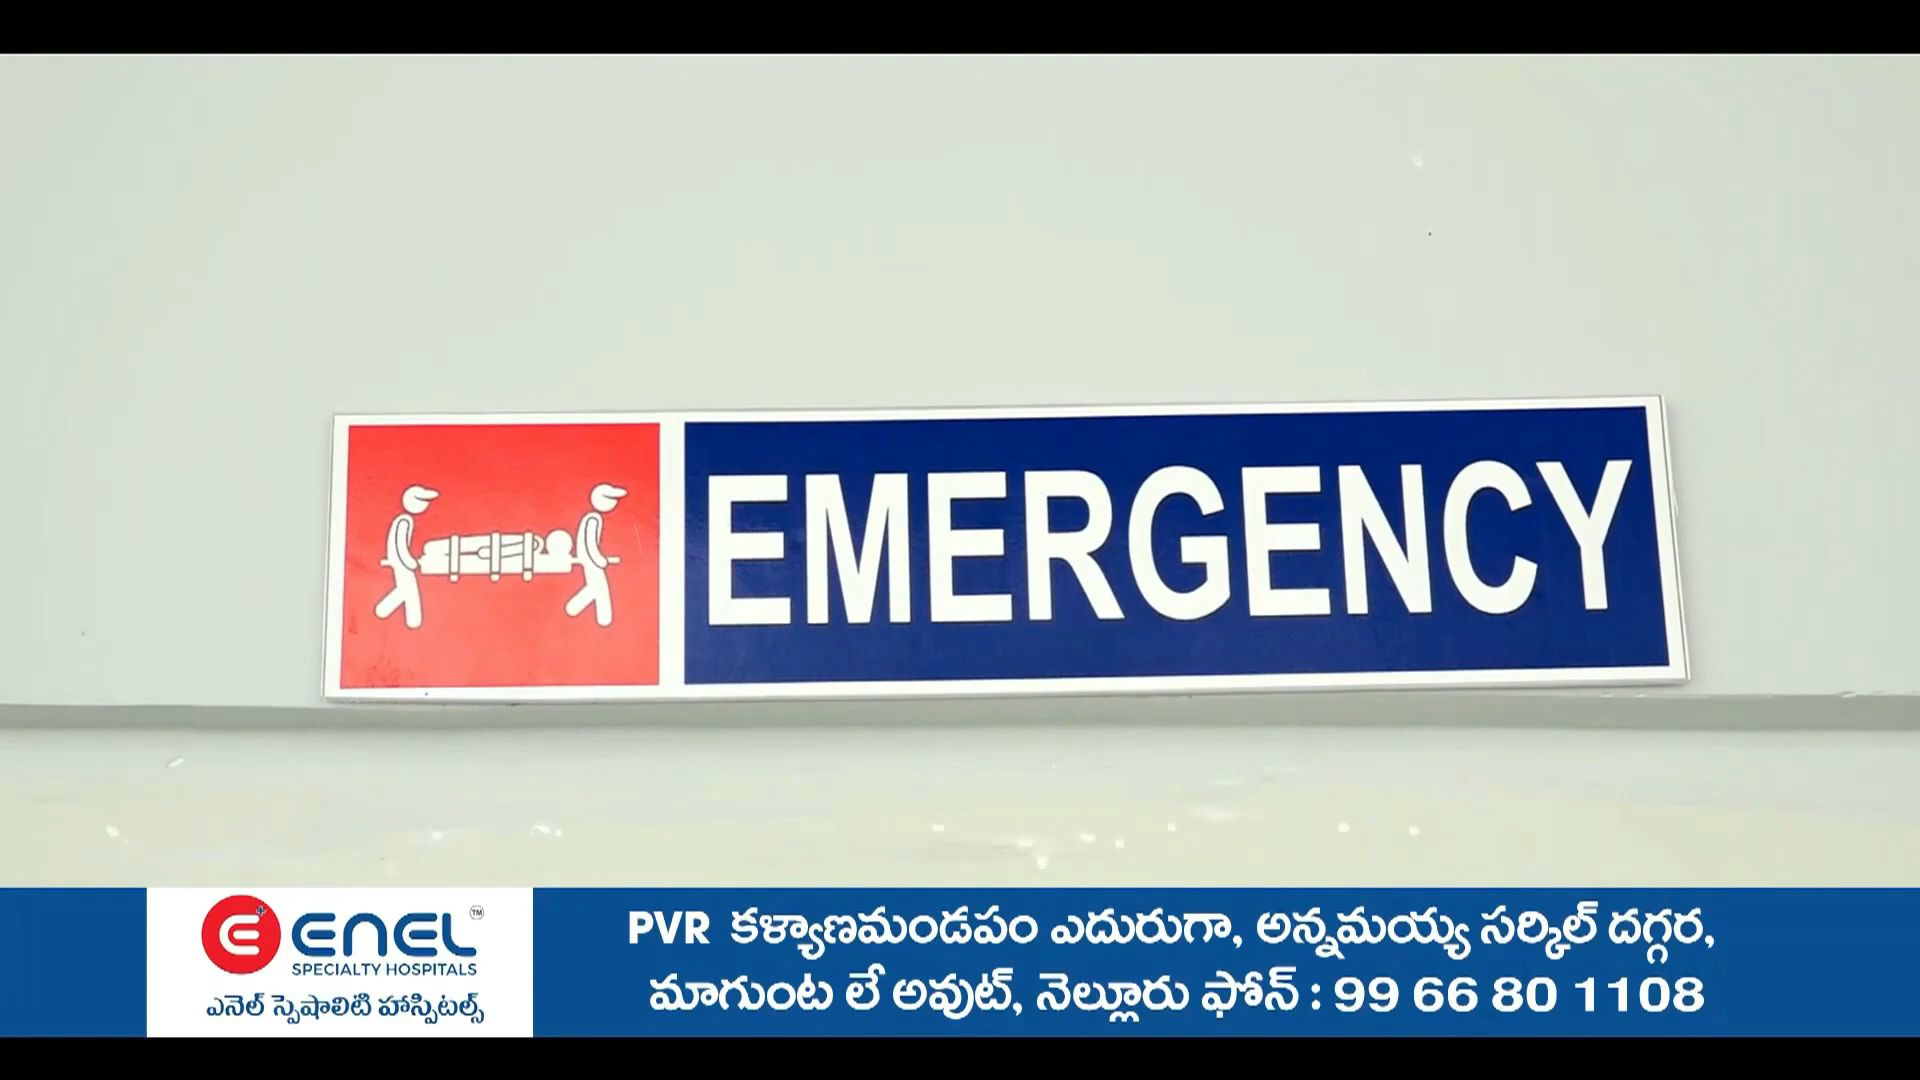 EMERGENCY
ENEL™
SPECIALTY HOSPITALS
ఎనెల్ స్పెషాలిటి హాస్పిటల్స్
PVR కళ్యాణమండపం ఎదురుగా, అన్నమయ్య సర్కిల్ దగ్గర,
మాగుంట లే అవుట్, నెల్లూరు ఫోన్ : 99 66 80 1108